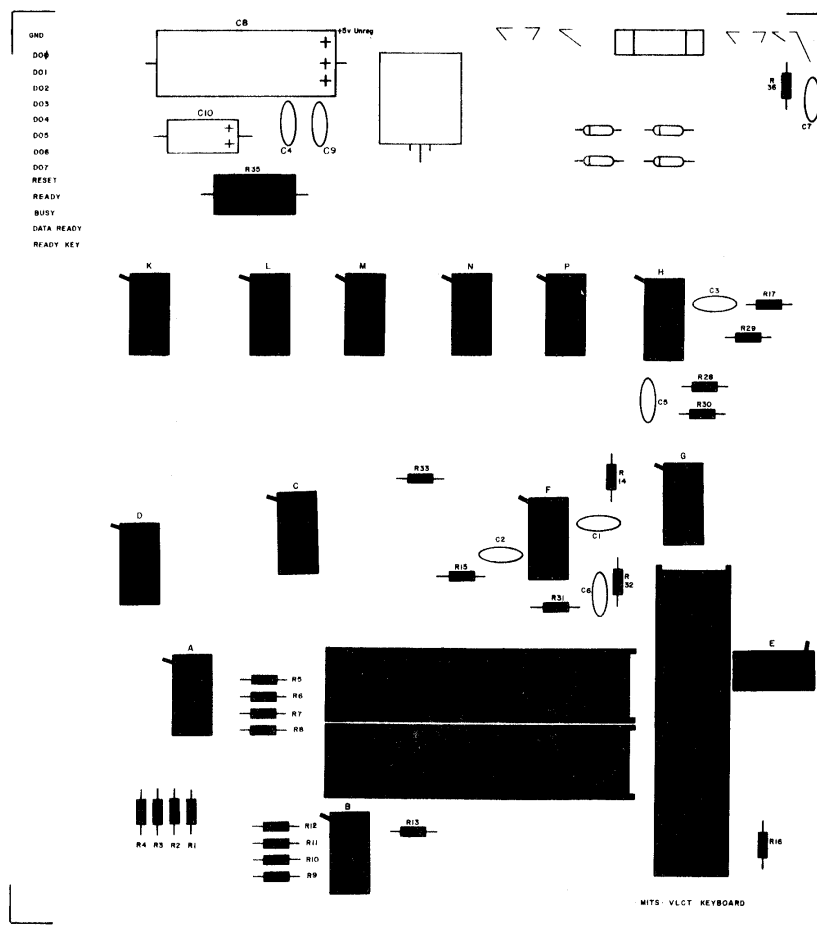 C8
+5v Unreg
GND
DOϕ
DO1
DO2
DO3
DO4
DO5
DO6
DO7
RESET
READY
BUSY
DATA READY
READY KEY
C10
C4
C9
R35
R
36
C7
K
L
M
N
P
H
C3
R17
R29
R28
C5
R30
R33
R
14
G
C
D
F
C1
C2
R15
R
32
C6
R31
E
A
R5
R6
R7
R8
B
R13
R12
R11
R10
R9
R4 R3 R2 R1
R16
MITS VLCT KEYBOARD